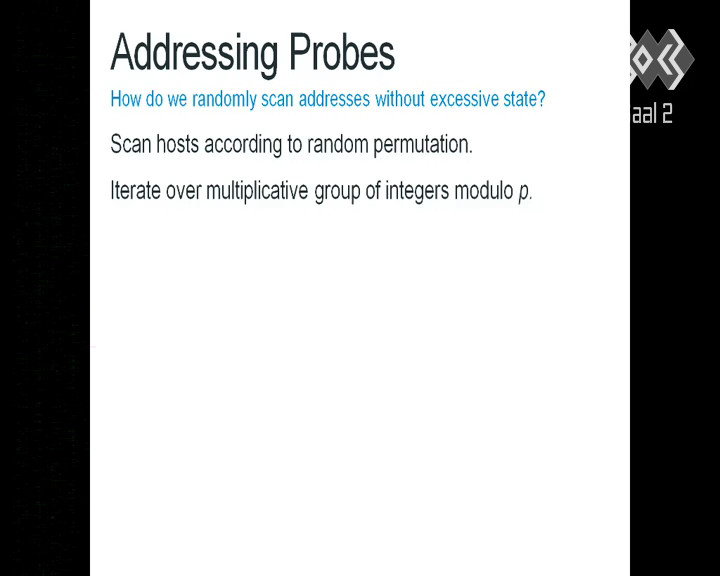 Addressing Probes
How do we randomly scan addresses without excessive state?
Scan hosts according to random permutation.
Iterate over multiplicative group of integers modulo p.
aal 2